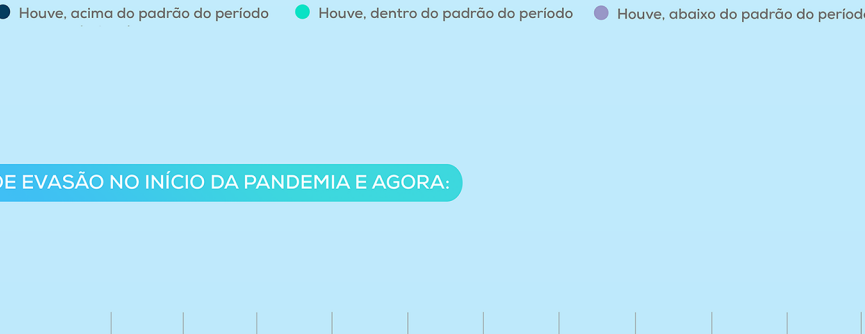 Houve, acima do padrão do período
Houve, dentro do padrão do período
Houve, abaixo do padrão do período
DE EVASÃO NO INÍCIO DA PANDEMIA E AGORA: